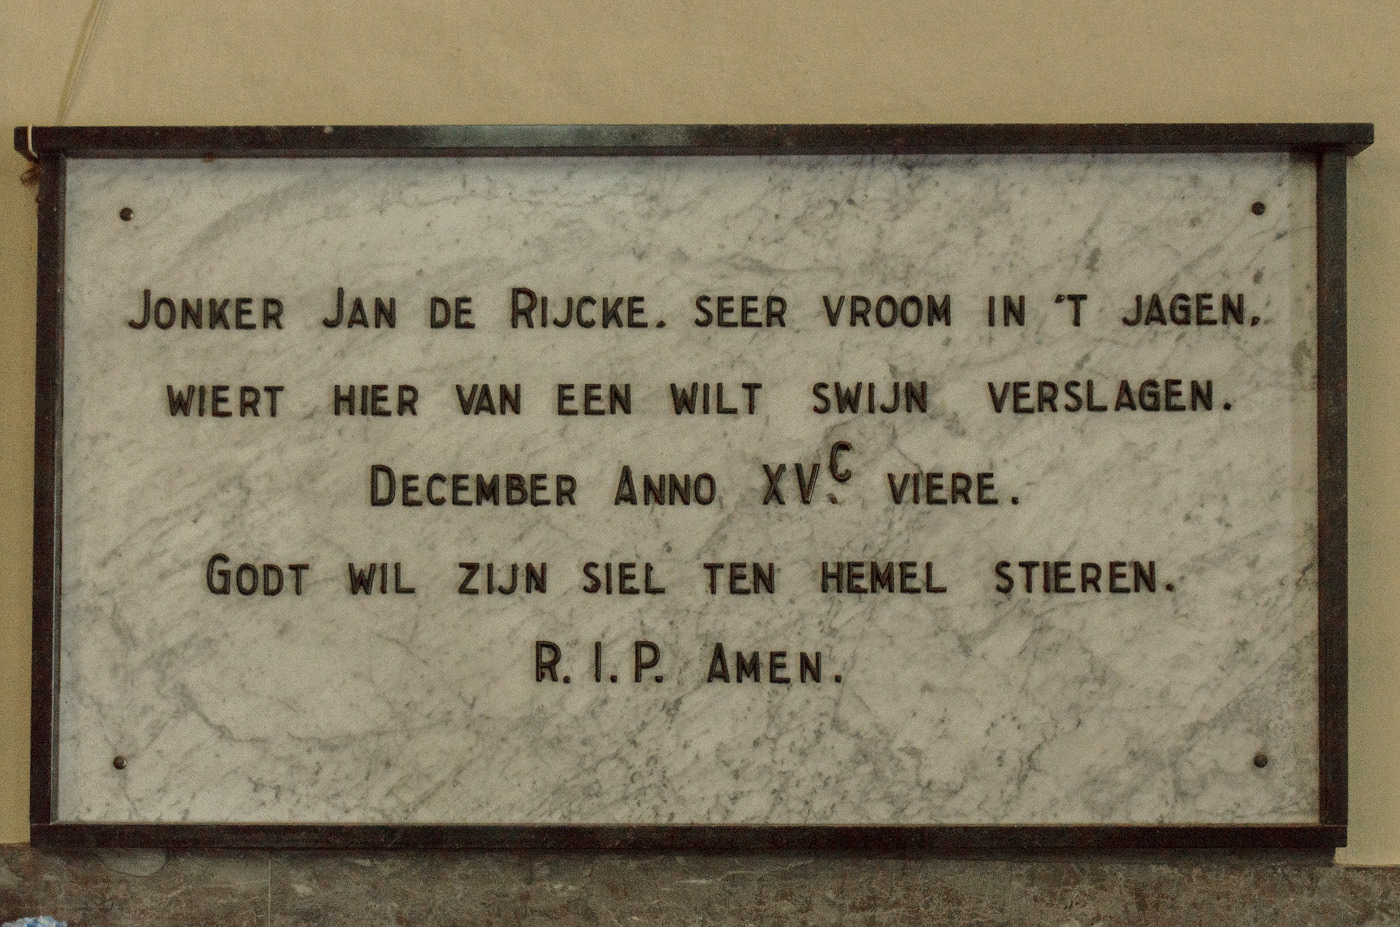 Jonker Jan de Rijcke. seer vroom in 't jagen,
wiert hier van een wilt swijn verslagen.
December Anno XV.ᶜ viere.
Godt wil zijn siel ten hemel stieren.
R.I.P. Amen.